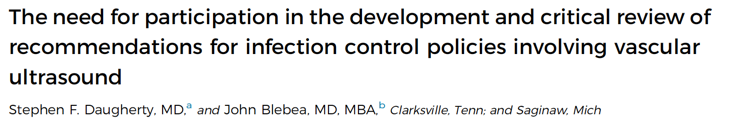 The need for participation in the development and critical review of
recommendations for infection control policies involving vascular
ultrasound
Stephen F. Daugherty, MD,a and John Blebea, MD, MBA,b Clarksville, Tenn; and Saginaw, Mich